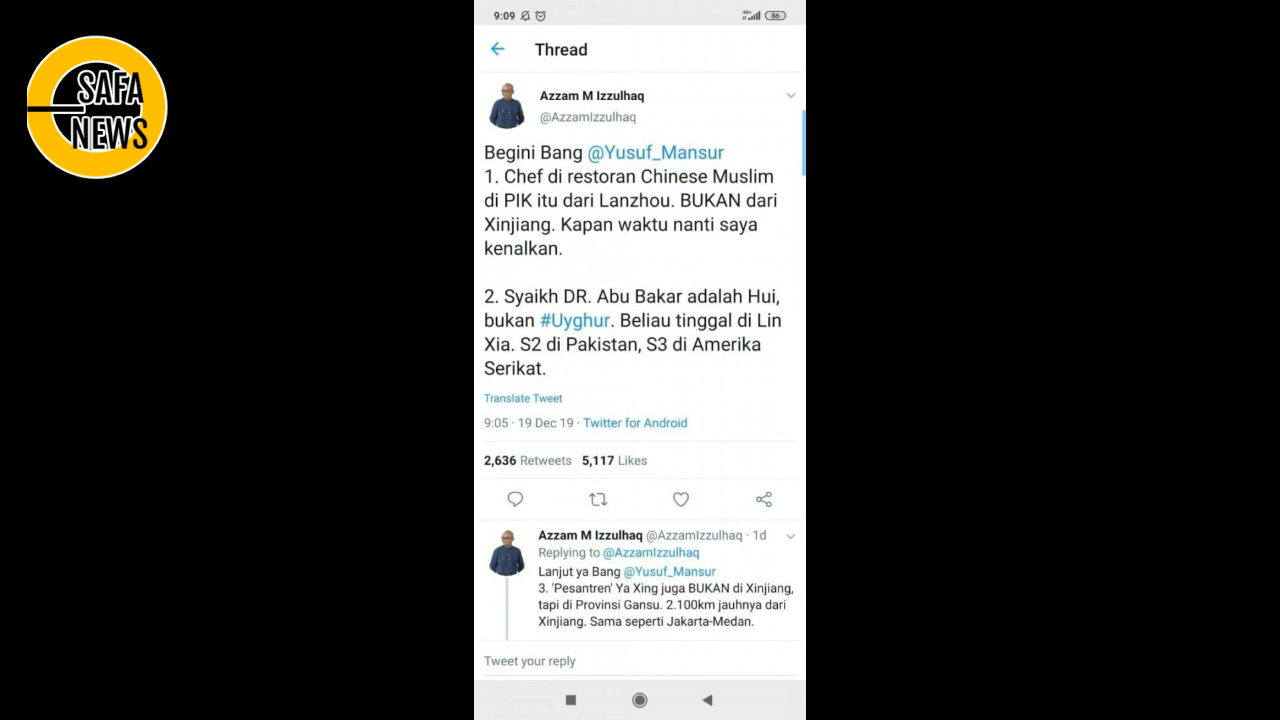 SAFA
NEWS
9:09
4G+
86
Thread
Azzam M Izzulhaq
@AzzamIzzulhaq
Begini Bang @Yusuf_Mansur
1. Chef di restoran Chinese Muslim
di PIK itu dari Lanzhou. BUKAN dari
Xinjiang. Kapan waktu nanti saya
kenalkan.
2. Syaikh DR. Abu Bakar adalah Hui,
bukan #Uyghur. Beliau tinggal di Lin
Xia. S2 di Pakistan, S3 di Amerika
Serikat.
Translate Tweet
9:05 · 19 Dec 19 · Twitter for Android
2,636 Retweets 5,117 Likes
Azzam M Izzulhaq @AzzamIzzulhaq · 1d
Replying to @AzzamIzzulhaq
Lanjut ya Bang @Yusuf_Mansur
3. 'Pesantren' Ya Xing juga BUKAN di Xinjiang,
tapi di Provinsi Gansu. 2.100km jauhnya dari
Xinjiang. Sama seperti Jakarta-Medan.
Tweet your reply